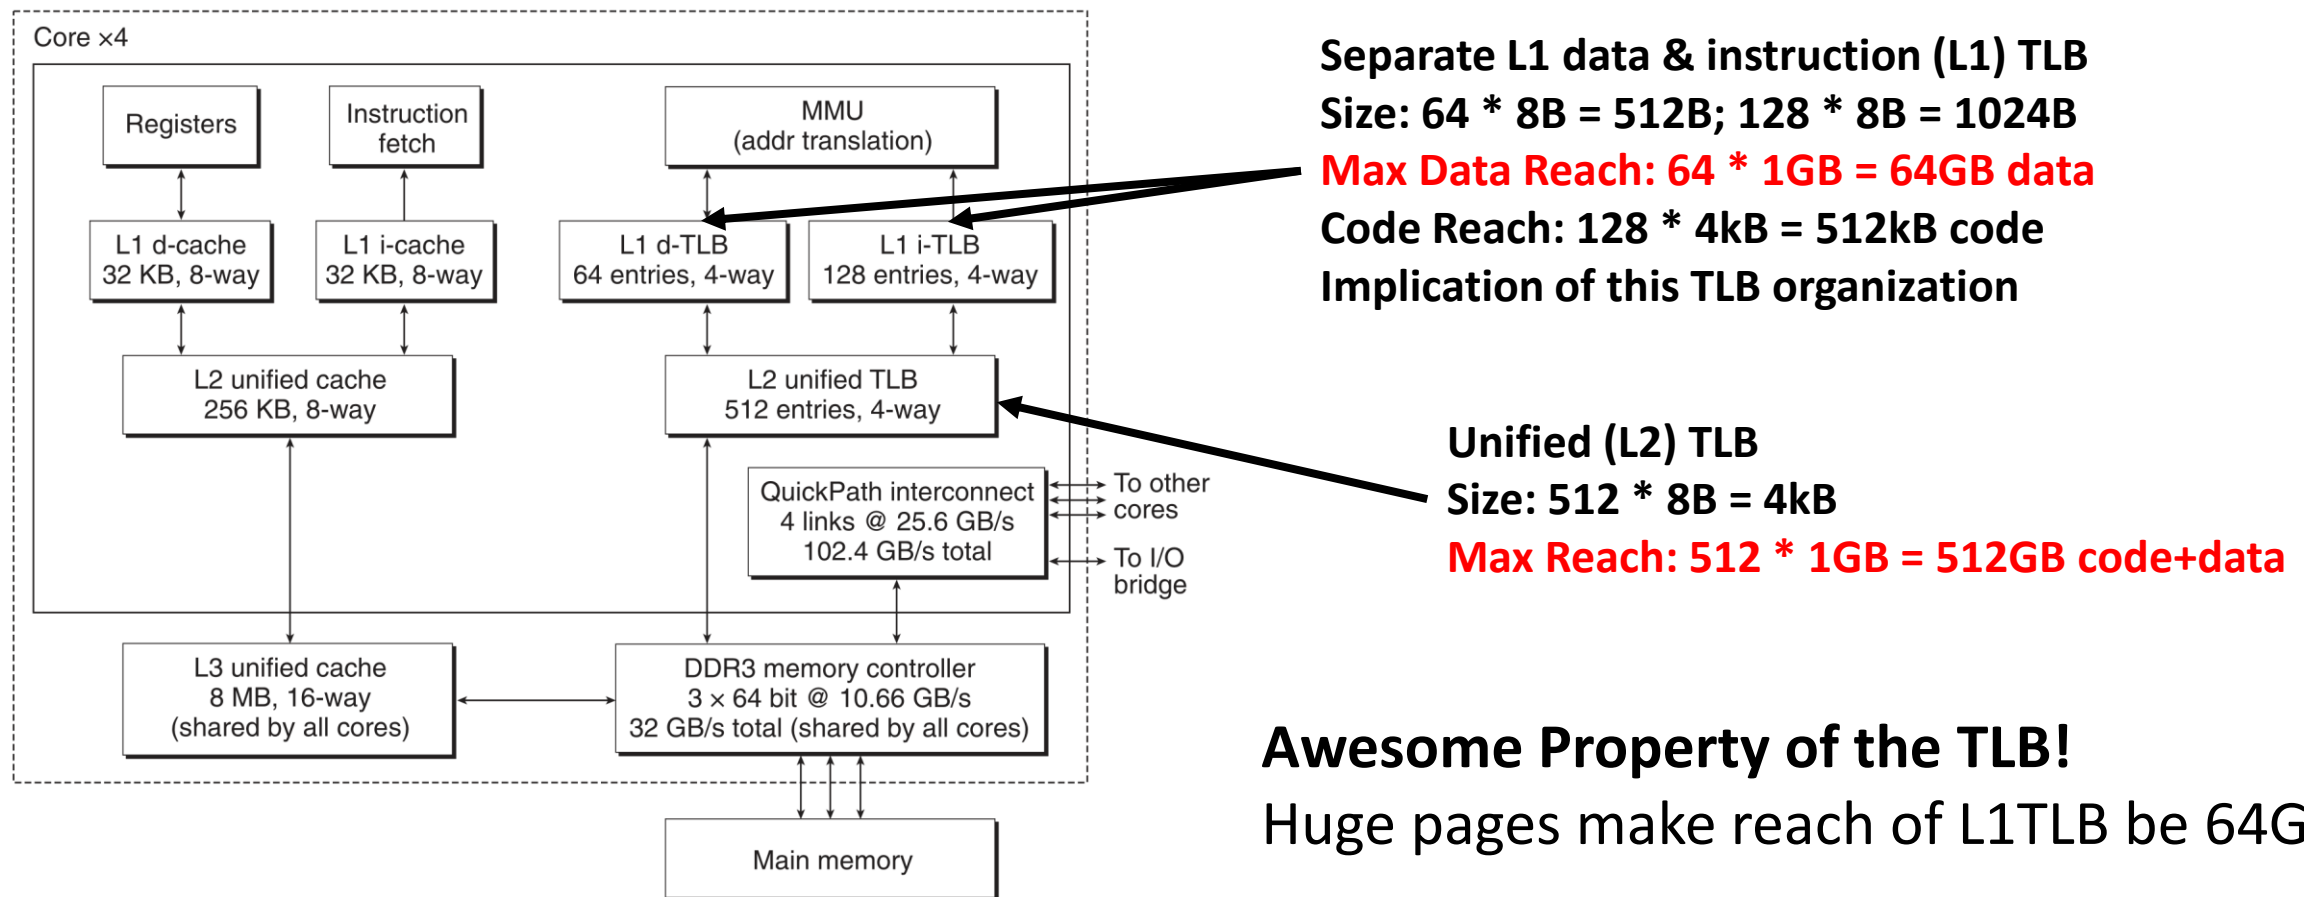 Core ×4
Registers
Instruction
fetch
MMU
(addr translation)
L1 d-cache
32 KB, 8-way
L1 i-cache
32 KB, 8-way
L1 d-TLB
64 entries, 4-way
L1 i-TLB
128 entries, 4-way
L2 unified cache
256 KB, 8-way
L2 unified TLB
512 entries, 4-way
QuickPath interconnect
4 links @ 25.6 GB/s
102.4 GB/s total
To other
cores
To I/O
bridge
L3 unified cache
8 MB, 16-way
(shared by all cores)
DDR3 memory controller
3 × 64 bit @ 10.66 GB/s
32 GB/s total (shared by all cores)
Main memory
Separate L1 data & instruction (L1) TLB
Size: 64 * 8B = 512B; 128 * 8B = 1024B
Max Data Reach: 64 * 1GB = 64GB data
Code Reach: 128 * 4kB = 512kB code
Implication of this TLB organization
Unified (L2) TLB
Size: 512 * 8B = 4kB
Max Reach: 512 * 1GB = 512GB code+data
Awesome Property of the TLB!
Huge pages make reach of L1TLB be 64G